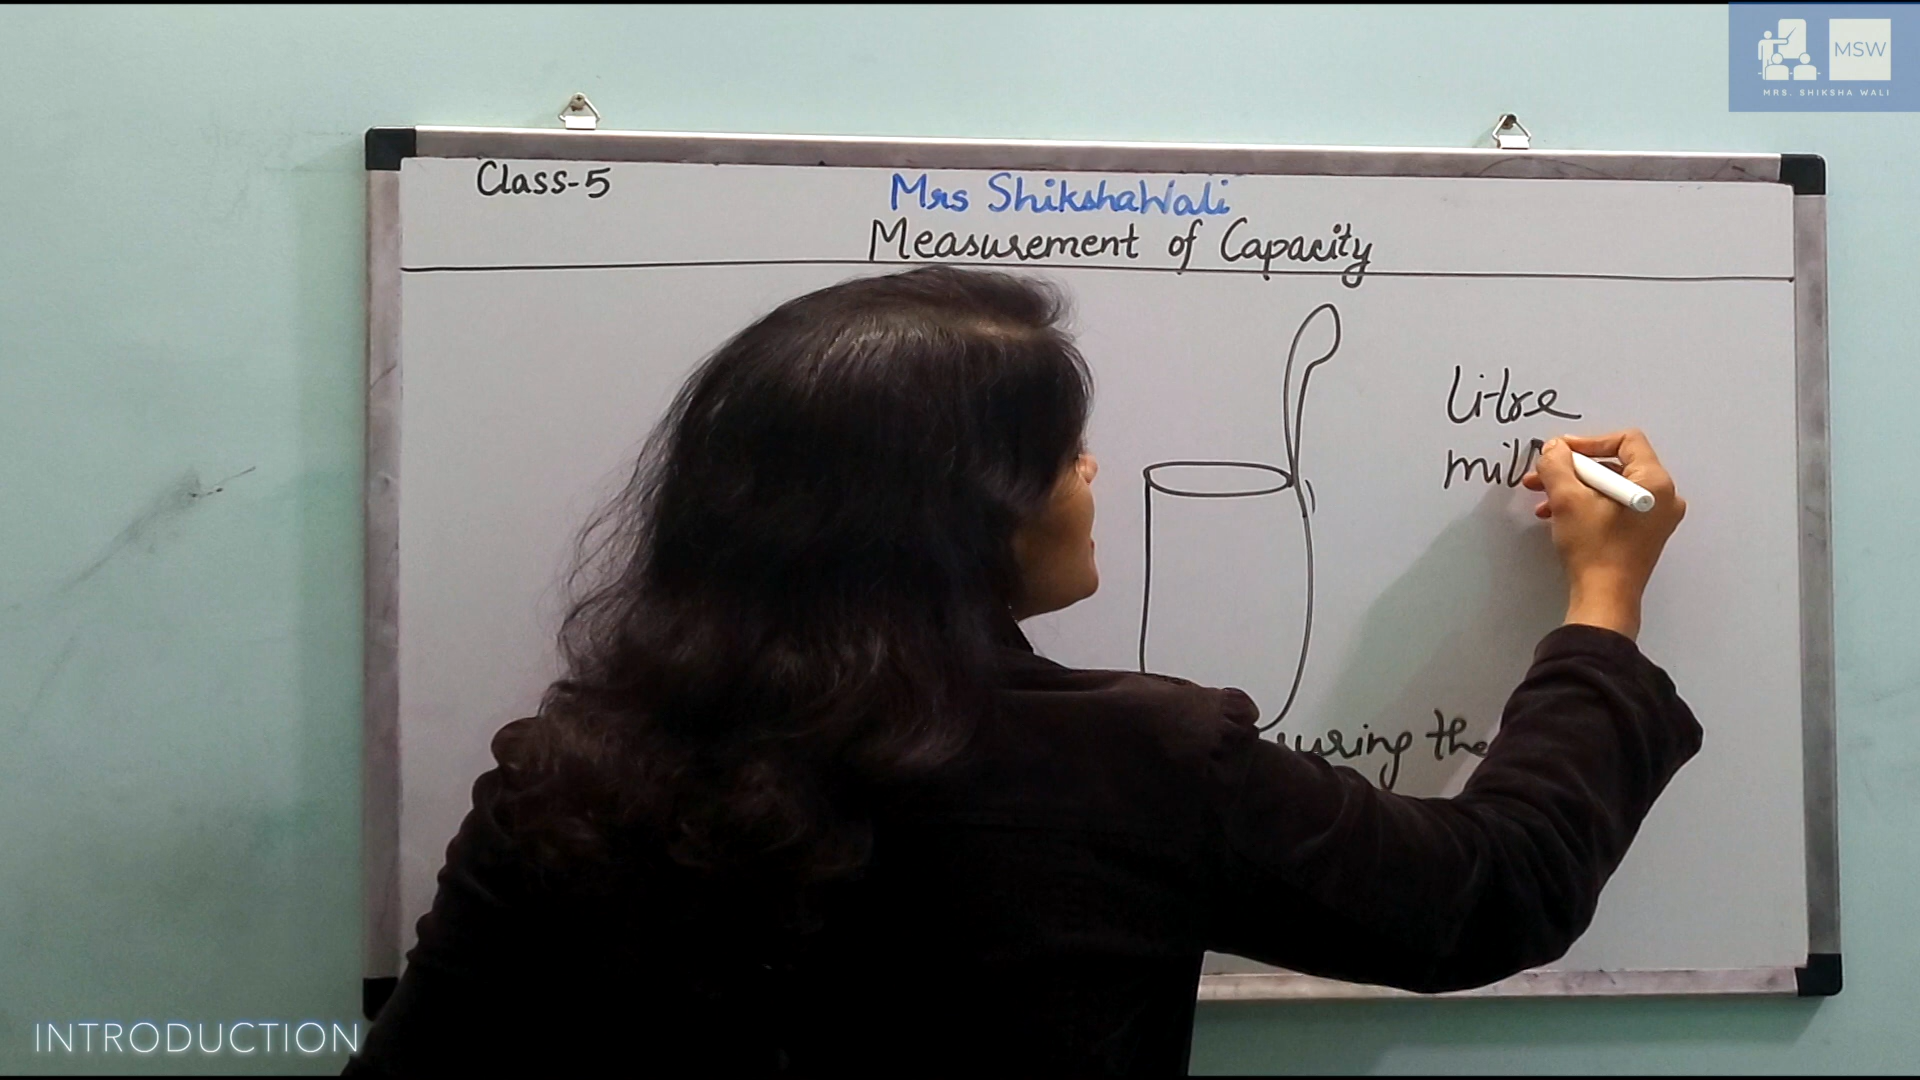 MSW
MRS. SHIKSHA WALI
Class-5
Mrs ShikshaWali
Measurement of Capacity
litre
the
INTRODUCTION